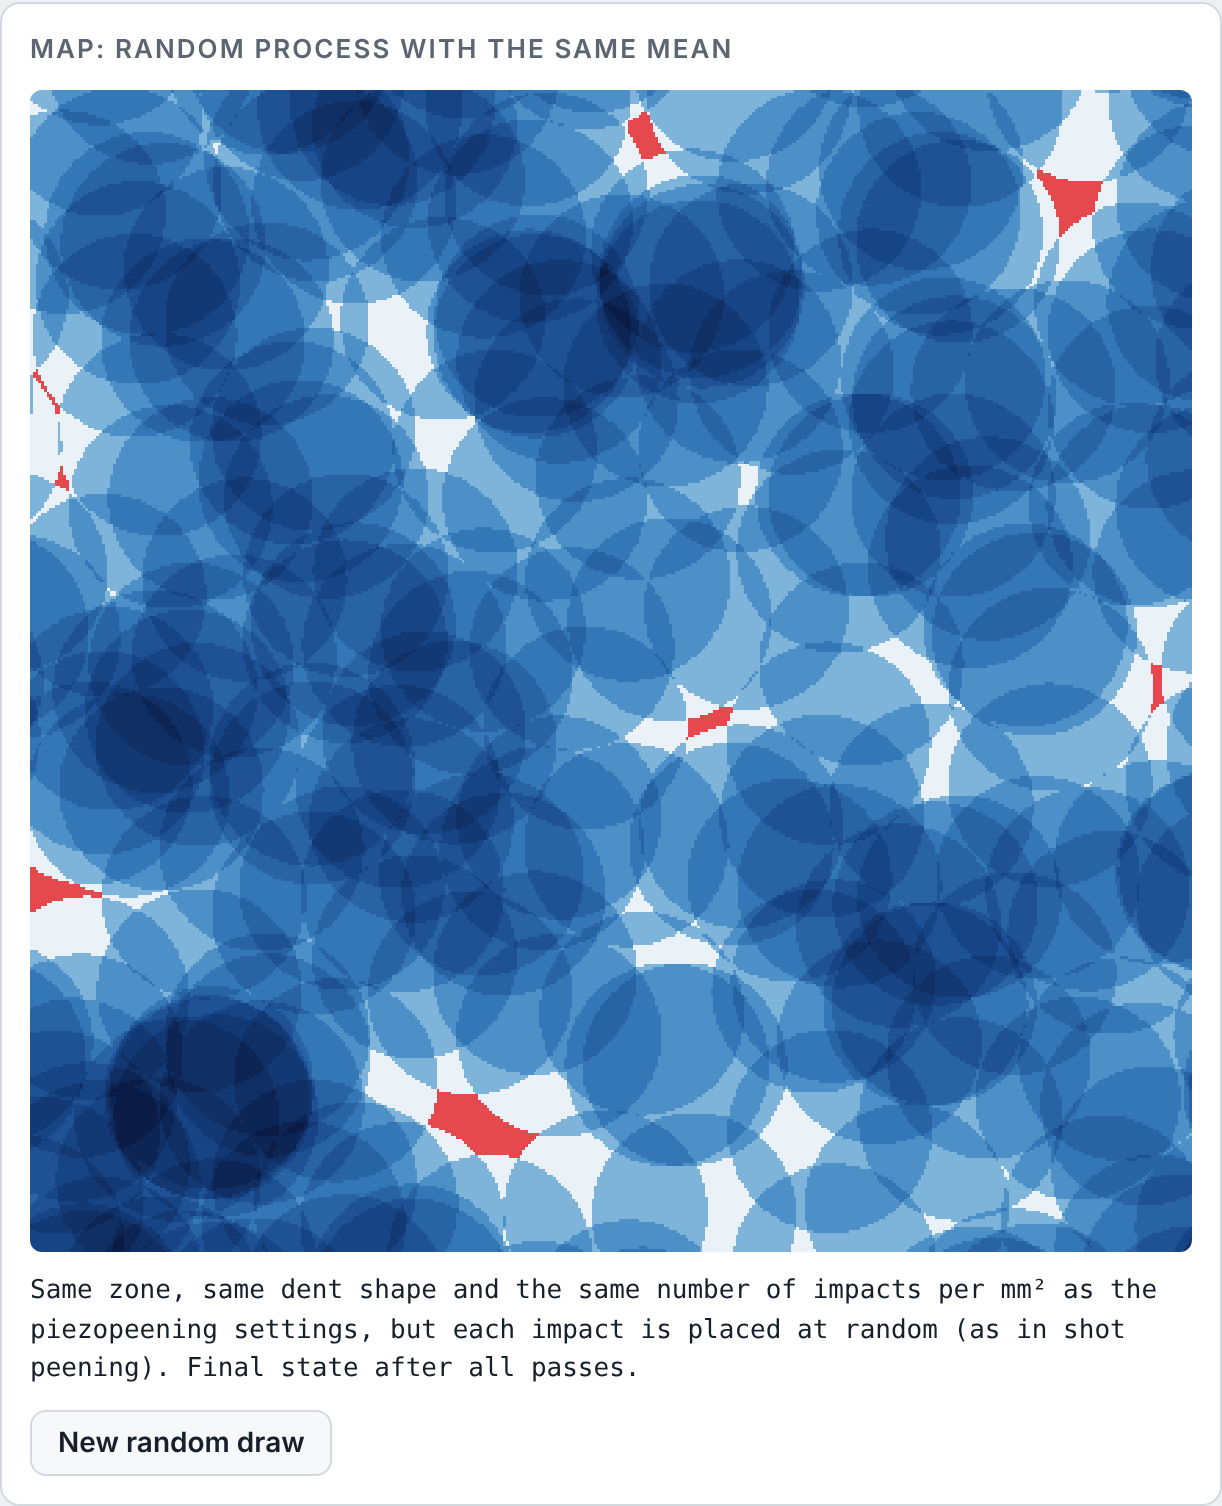 MAP: RANDOM PROCESS WITH THE SAME MEAN
Same zone, same dent shape and the same number of impacts per mm² as the
piezopeening settings, but each impact is placed at random (as in shot
peening). Final state after all passes.
New random draw